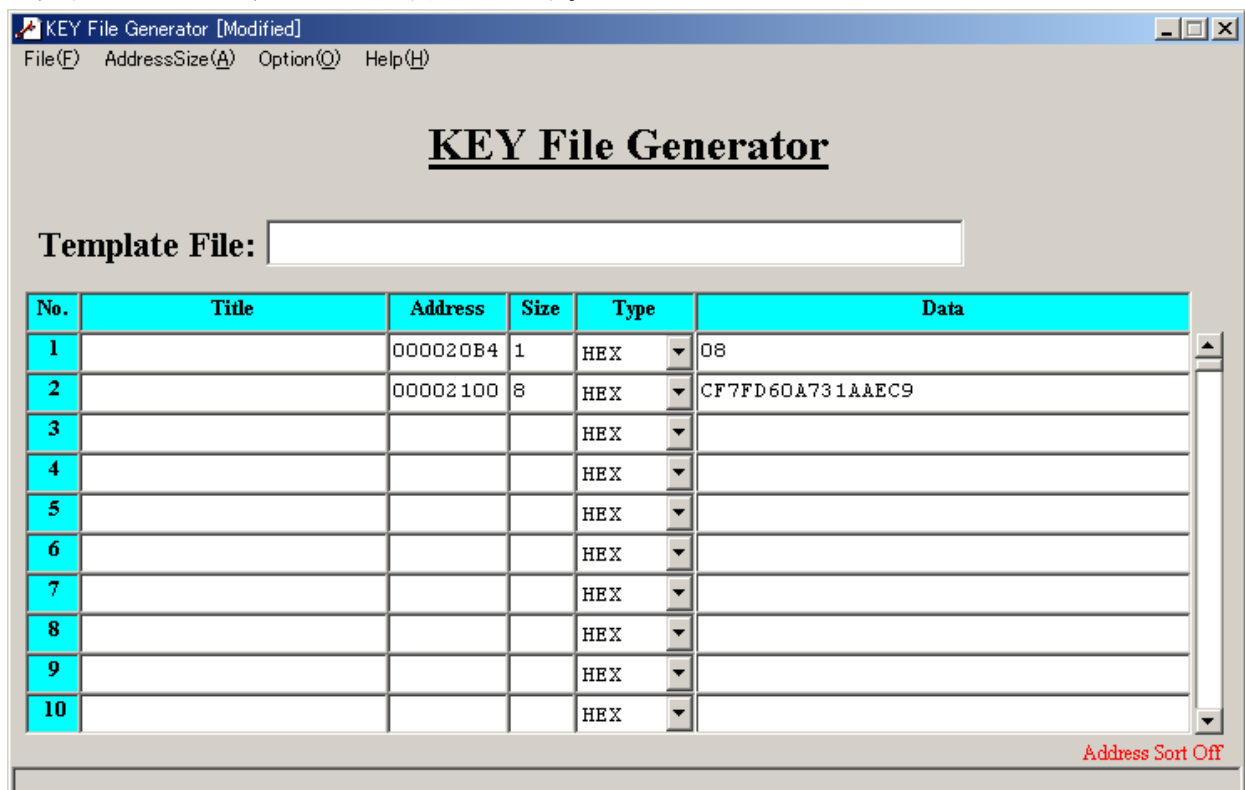 KEY File Generator [Modified]
File(F) AddressSize(A) Option(O) Help(H)
KEY File Generator
Template File:
No. Title Address Size Type Data
1 000020B4 1 HEX 08
2 00002100 8 HEX CF7FD60A731AAEC9
3 HEX
4 HEX
5 HEX
6 HEX
7 HEX
8 HEX
9 HEX
10 HEX
Address Sort Off